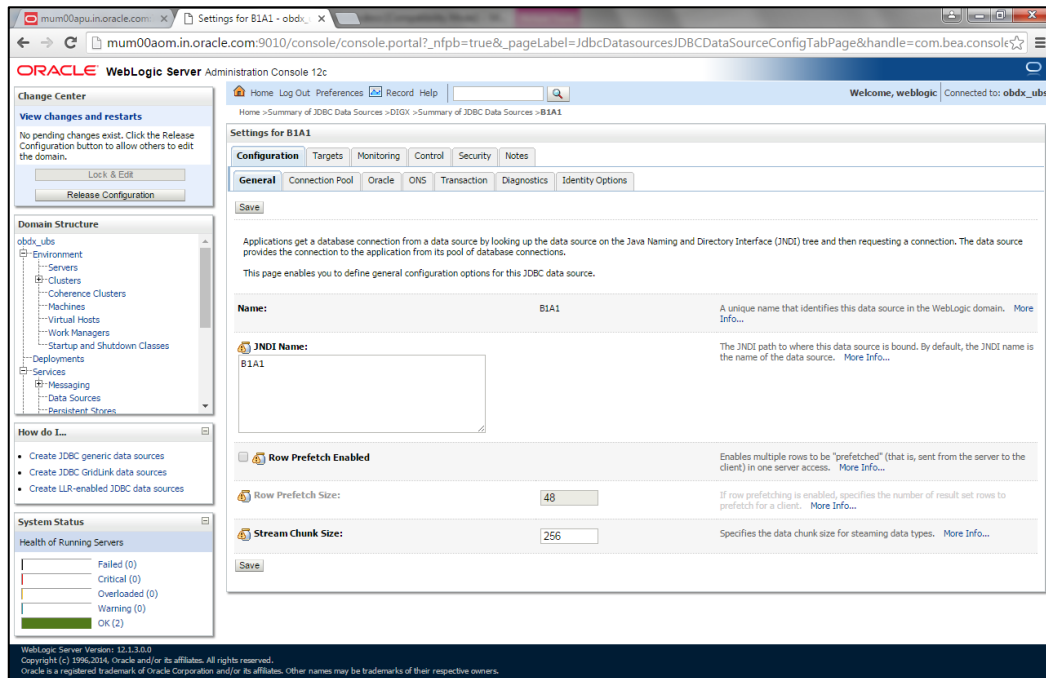 mum00apu.in.oracle.com
Settings for B1A1 - obdx_
mum00aom.in.oracle.com:9010/console/console.portal?_nfpb=true&_pageLabel=JdbcDatasourcesJDBCDataSourceConfigTabPage&handle=com.bea.console
ORACLE WebLogic Server Administration Console 12c
Change Center
View changes and restarts
No pending changes exist. Click the Release
Configuration button to allow others to edit
the domain.
Lock & Edit
Release Configuration
Domain Structure
obdx_ubs
Environment
Servers
Clusters
Coherence Clusters
Machines
Virtual Hosts
Work Managers
Startup and Shutdown Classes
Deployments
Services
Messaging
Data Sources
Persistent Stores
How do I...
Create JDBC generic data sources
Create JDBC GridLink data sources
Create LLR-enabled JDBC data sources
System Status
Health of Running Servers
Failed (0)
Critical (0)
Overloaded (0)
Warning (0)
OK (2)
Home Log Out Preferences Record Help
Welcome, weblogic Connected to: obdx_ubs
Home >Summary of JDBC Data Sources >DIGX >Summary of JDBC Data Sources >B1A1
Settings for B1A1
Configuration Targets Monitoring Control Security Notes
General Connection Pool Oracle ONS Transaction Diagnostics Identity Options
Save
Applications get a database connection from a data source by looking up the data source on the Java Naming and Directory Interface (JNDI) tree and then requesting a connection. The data source
provides the connection to the application from its pool of database connections.
This page enables you to define general configuration options for this JDBC data source.
Name: B1A1 A unique name that identifies this data source in the WebLogic domain. More
Info...
JNDI Name: The JNDI path to where this data source is bound. By default, the JNDI name is
B1A1 the name of the data source. More Info...
Row Prefetch Enabled Enables multiple rows to be "prefetched" (that is, sent from the server to the
client) in one server access. More Info...
Row Prefetch Size: 48 If row prefetching is enabled, specifies the number of result set rows to
prefetch for a client. More Info...
Stream Chunk Size: 256 Specifies the data chunk size for steaming data types. More Info...
Save
WebLogic Server Version: 12.1.3.0.0
Copyright (c) 1996,2014, Oracle and/or its affiliates. All rights reserved.
Oracle is a registered trademark of Oracle Corporation and/or its affiliates. Other names may be trademarks of their respective owners.